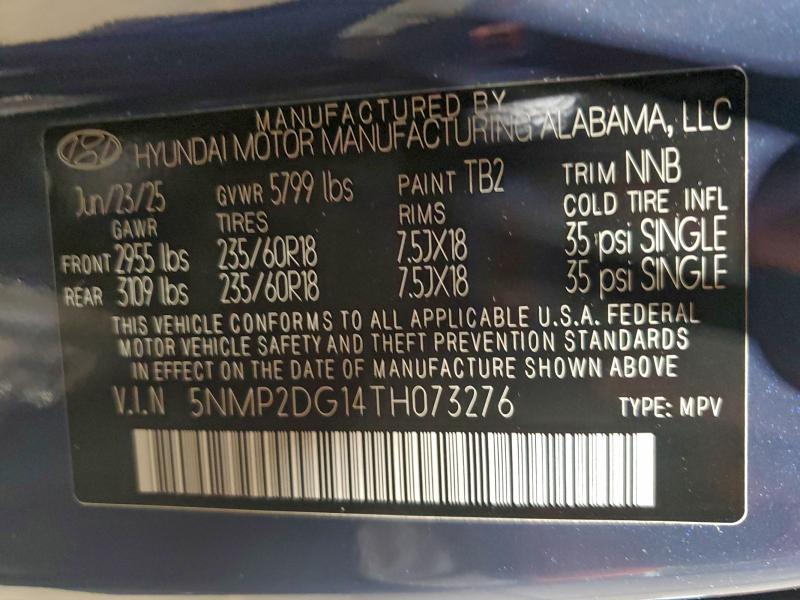 MANUFACTURED BY
HYUNDAI MOTOR MANUFACTURING ALABAMA, LLC
Jun/23/25 GVWR 5799 lbs PAINT TB2 TRIM NNB
GAWR TIRES RIMS COLD TIRE INFL
FRONT 2955 lbs 235/60R18 7.5JX18 35 psi SINGLE
REAR 3109 lbs 235/60R18 7.5JX18 35 psi SINGLE
THIS VEHICLE CONFORMS TO ALL APPLICABLE U.S.A. FEDERAL
MOTOR VEHICLE SAFETY AND THEFT PREVENTION STANDARDS
IN EFFECT ON THE DATE OF MANUFACTURE SHOWN ABOVE
V.I.N 5NMP2DG14TH073276 TYPE: MPV